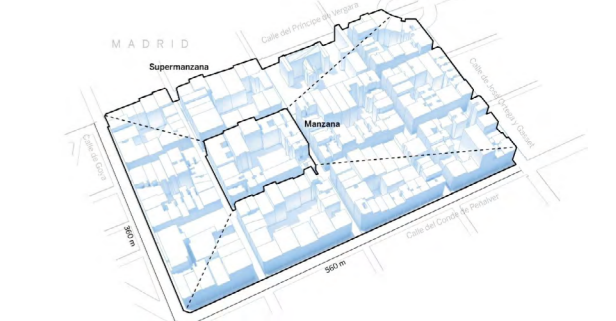 MADRID
Calle del Príncipe de Vergara
Supermanzana
Manzana
Calle de José Ortega y Gasset
Calle de Goya
360 m
560 m
Calle del Conde de Peñalver